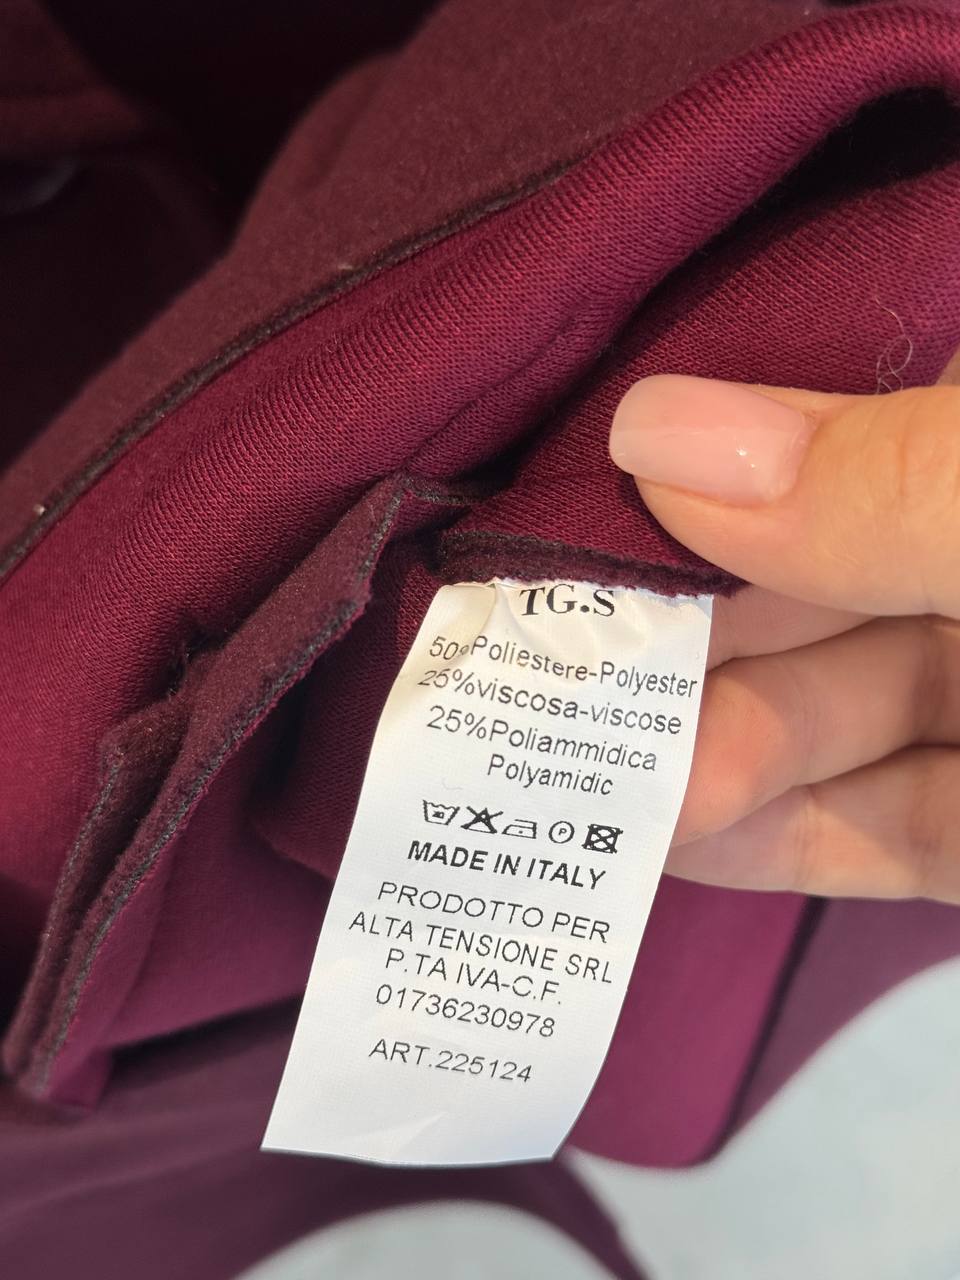 TG.S
50% Poliestere-Polyester
25%viscosa-viscose
25%Poliammidica
Polyamidic
MADE IN ITALY
PRODOTTO PER
ALTA TENSIONE SRL
P.TA IVA-C.F.
01736230978
ART.225124